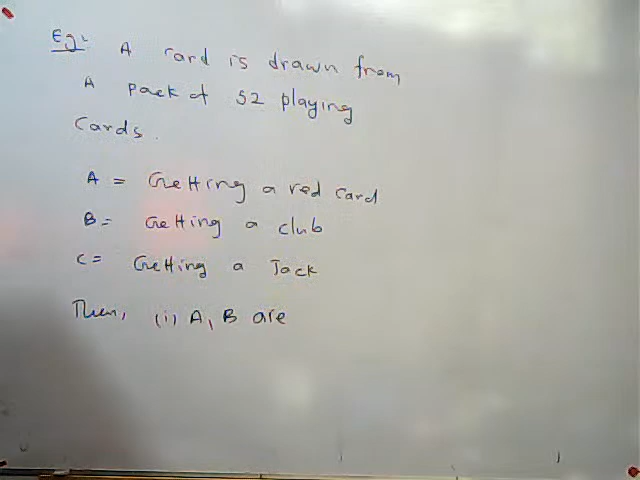 Eg: A card is drawn from
A pack of 52 playing
Cards.
A = Getting a red card
B = Getting a club
C = Getting a Jack
Then, (i) A, B are